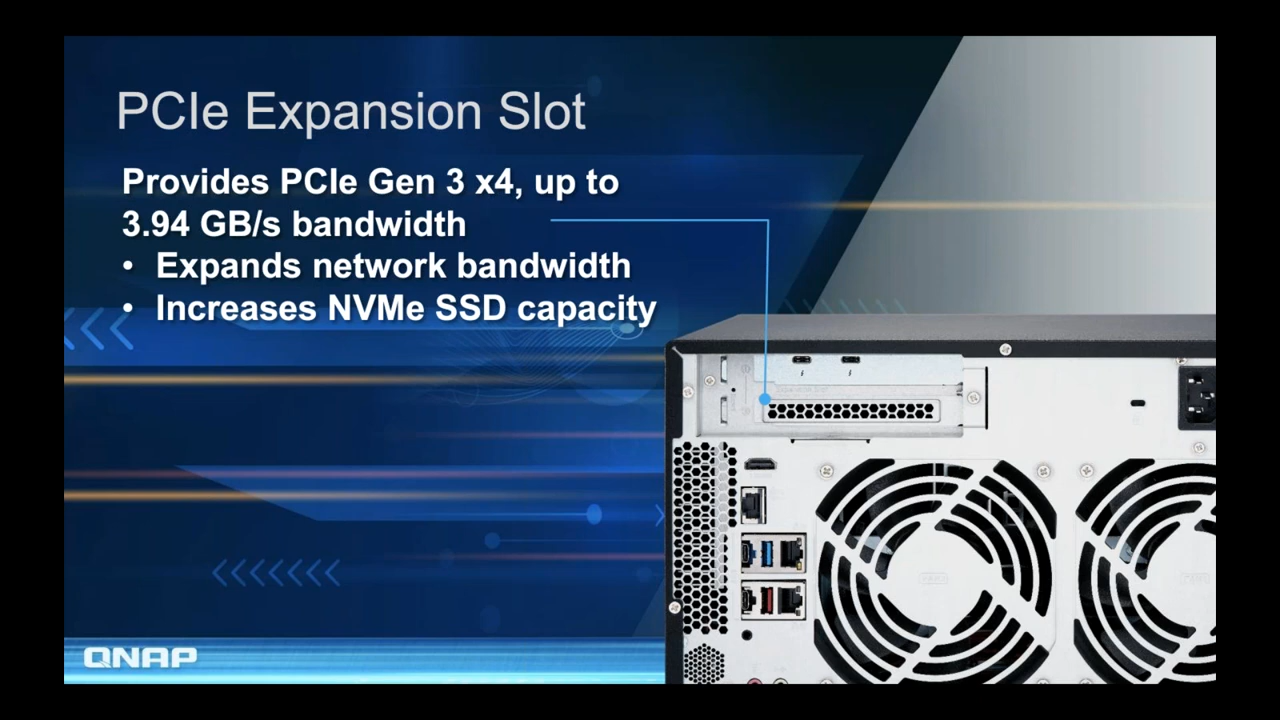 PCIe Expansion Slot
Provides PCIe Gen 3 x4, up to
3.94 GB/s bandwidth
• Expands network bandwidth
• Increases NVMe SSD capacity
QNAP